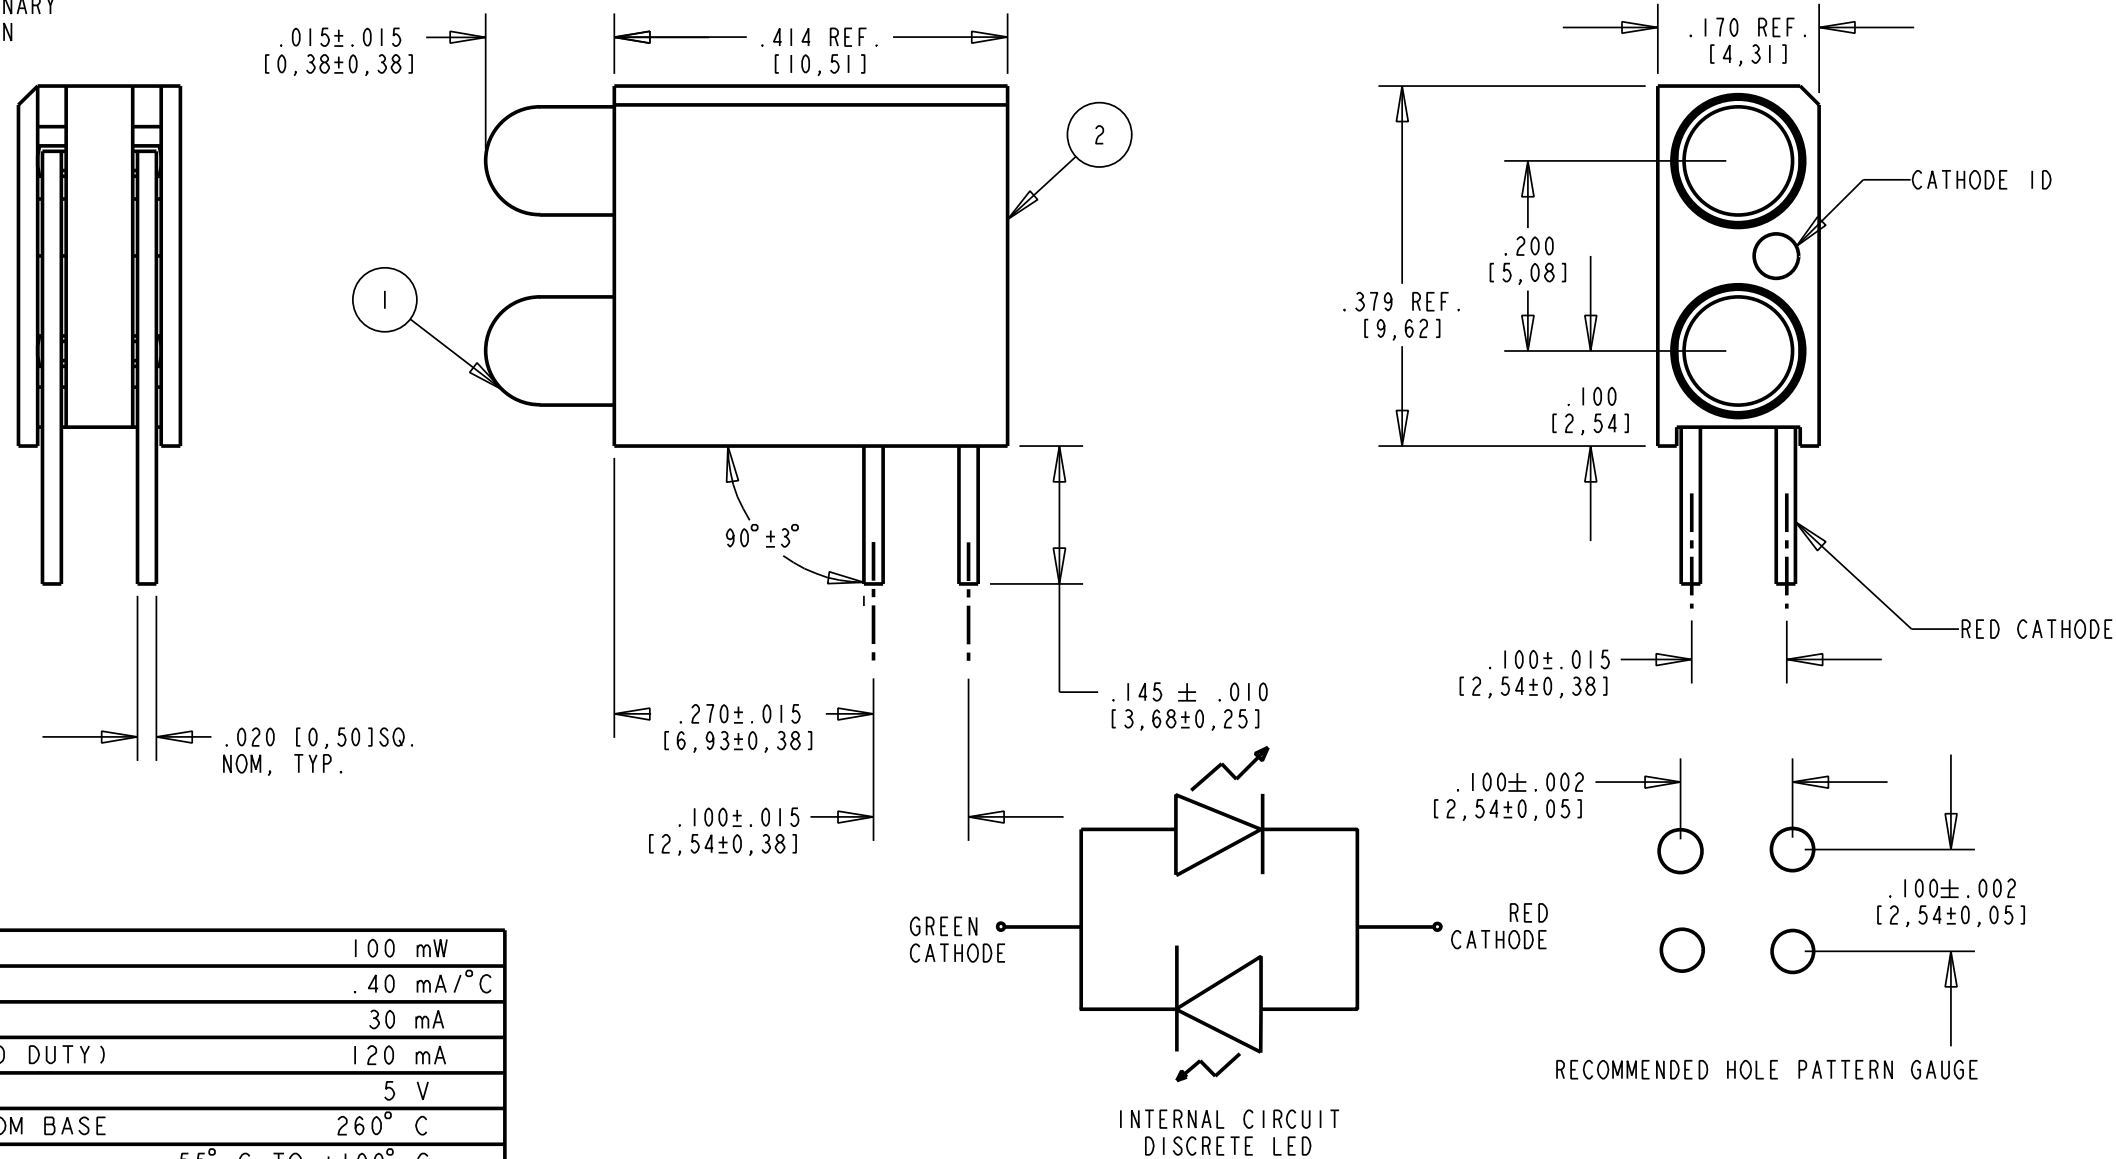 NARY
N
.015±.015
[0,38±0,38]
.414 REF.
[10,51]
.170 REF.
[4,31]
2
CATHODE ID
.200
[5,08]
1
.379 REF.
[9,62]
.100
[2,54]
90°±3°
RED CATHODE
.100±.015
[2,54±0,38]
.145 ± .010
[3,68±0,25]
.270±.015
[6,93±0,38]
.020 [0,50]SQ.
NOM, TYP.
.100±.002
[2,54±0,05]
.100±.015
[2,54±0,38]
.100±.002
[2,54±0,05]
GREEN
CATHODE
RED
CATHODE
100 mW
.40 mA/°C
30 mA
DUTY) 120 mA
5 V
OM BASE 260° C
55° C TO +100° C
RECOMMENDED HOLE PATTERN GAUGE
INTERNAL CIRCUIT
DISCRETE LED